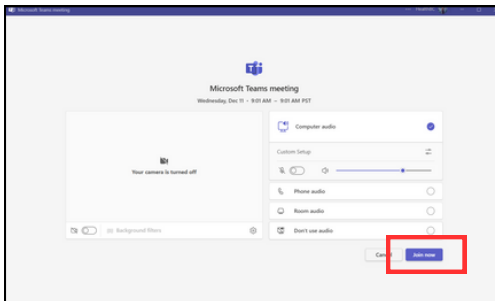 Microsoft Teams meeting
Microsoft Teams meeting
Wednesday, Dec 11 - 9:01 AM - 9:01 AM PST
Computer audio
Custom Setup
Your camera is turned off
Phone audio
Room audio
Background filters
Don't use audio
Join now